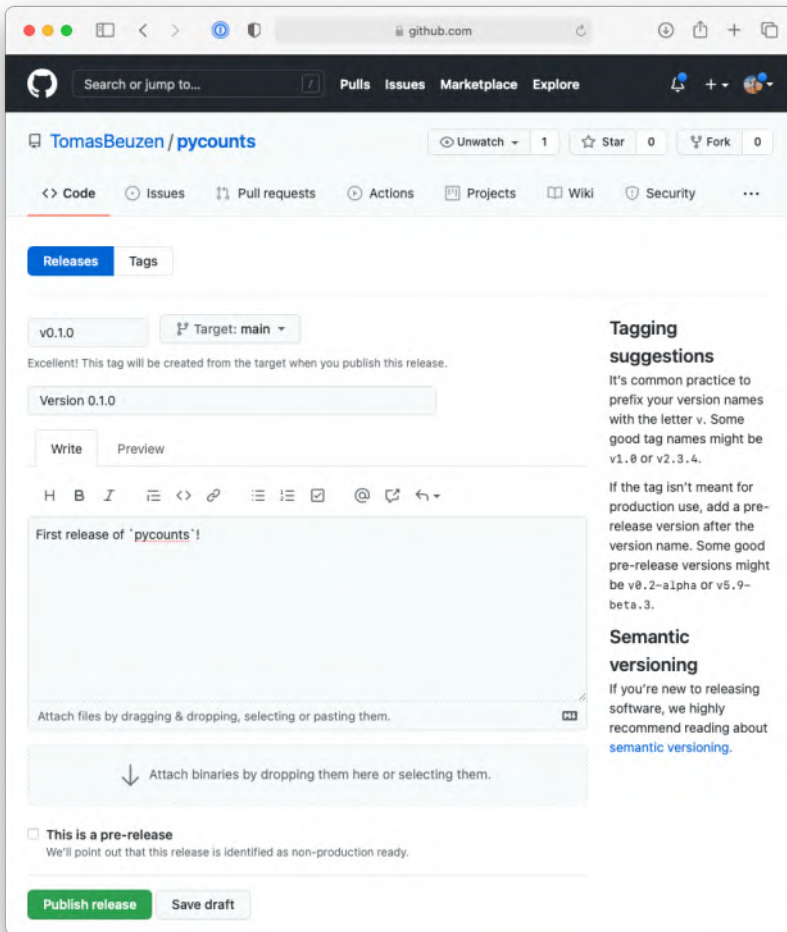 github.com
Search or jump to... / Pulls Issues Marketplace Explore
TomasBeuzen / pycounts Unwatch 1 Star 0 Fork 0
<> Code Issues Pull requests Actions Projects Wiki Security ...
Releases Tags
v0.1.0 Target: main
Excellent! This tag will be created from the target when you publish this release.
Version 0.1.0
Write Preview
H B I
First release of `pycounts`!
Attach files by dragging & dropping, selecting or pasting them.
Attach binaries by dropping them here or selecting them.
This is a pre-release
We'll point out that this release is identified as non-production ready.
Publish release Save draft
Tagging
suggestions
It's common practice to
prefix your version names
with the letter v. Some
good tag names might be
v1.0 or v2.3.4.
If the tag isn't meant for
production use, add a pre-
release version after the
version name. Some good
pre-release versions might
be v0.2-alpha or v5.9-
beta.3.
Semantic
versioning
If you're new to releasing
software, we highly
recommend reading about
semantic versioning.